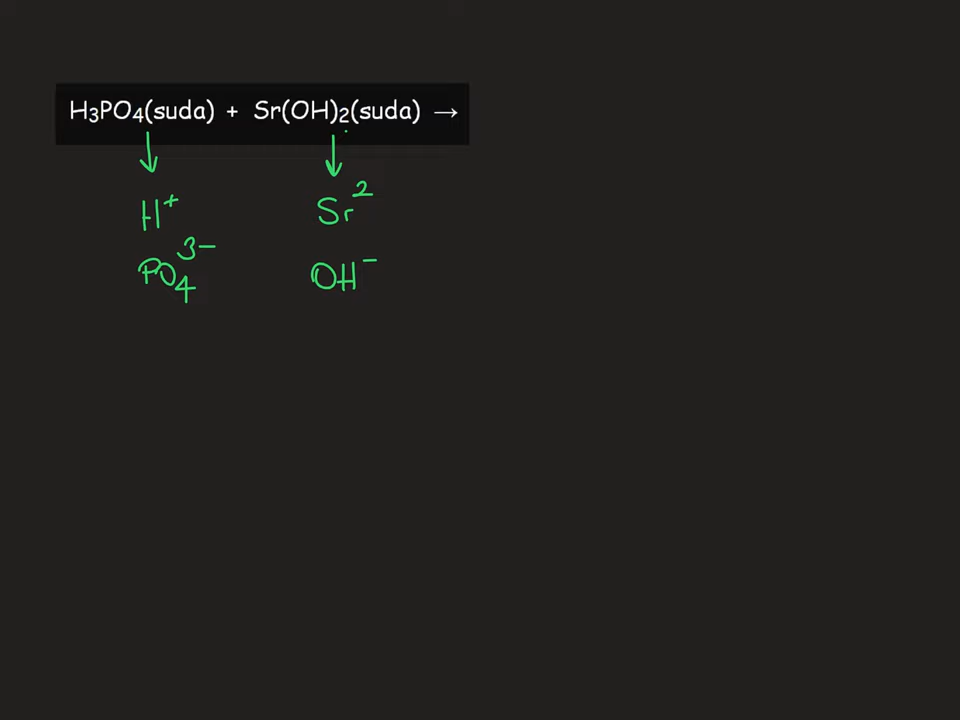 H₃PO₄(suda) + Sr(OH)₂(suda) →
H⁺ Sr²
PO₄³⁻ OH⁻